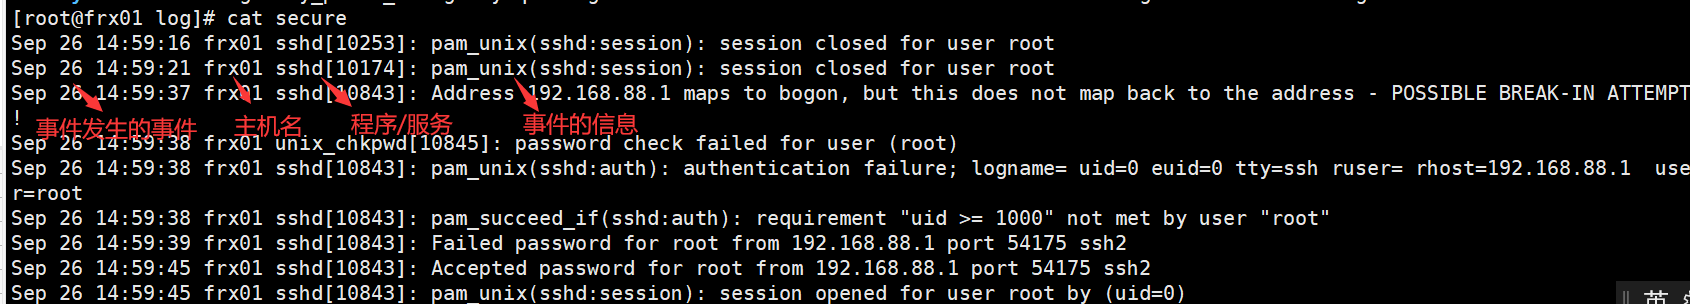 [root@frx01 log]# cat secure
Sep 26 14:59:16 frx01 sshd[10253]: pam_unix(sshd:session): session closed for user root
Sep 26 14:59:21 frx01 sshd[10174]: pam_unix(sshd:session): session closed for user root
Sep 26 14:59:37 frx01 sshd[10843]: Address 192.168.88.1 maps to bogon, but this does not map back to the address - POSSIBLE BREAK-IN ATTEMPT
!
事件发生的事件 主机名 程序/服务 事件的信息
Sep 26 14:59:38 frx01 unix_chkpwd[10845]: password check failed for user (root)
Sep 26 14:59:38 frx01 sshd[10843]: pam_unix(sshd:auth): authentication failure; logname= uid=0 euid=0 tty=ssh ruser= rhost=192.168.88.1  use
r=root
Sep 26 14:59:38 frx01 sshd[10843]: pam_succeed_if(sshd:auth): requirement "uid >= 1000" not met by user "root"
Sep 26 14:59:39 frx01 sshd[10843]: Failed password for root from 192.168.88.1 port 54175 ssh2
Sep 26 14:59:45 frx01 sshd[10843]: Accepted password for root from 192.168.88.1 port 54175 ssh2
Sep 26 14:59:45 frx01 sshd[10843]: pam_unix(sshd:session): session opened for user root by (uid=0)
英